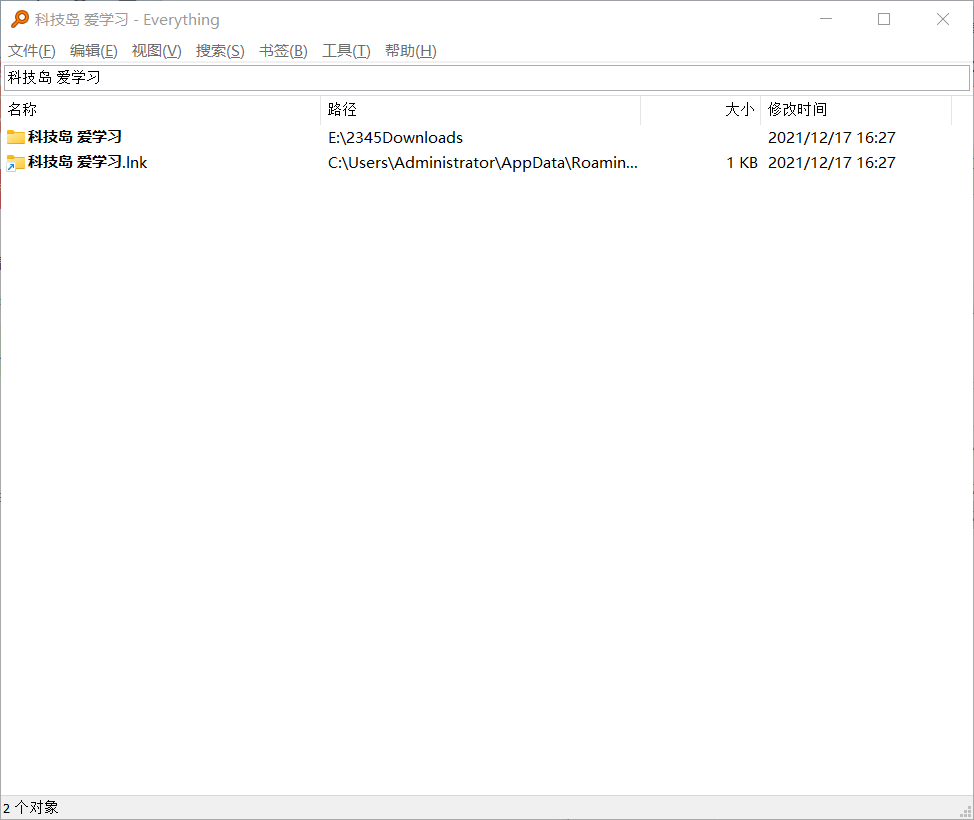 科技岛 爱学习 - Everything
文件(F) 编辑(E) 视图(V) 搜索(S) 书签(B) 工具(T) 帮助(H)
科技岛 爱学习
名称 路径 大小 修改时间
科技岛 爱学习 E:\2345Downloads 2021/12/17 16:27
科技岛 爱学习.lnk C:\Users\Administrator\AppData\Roamin... 1 KB 2021/12/17 16:27
2 个对象